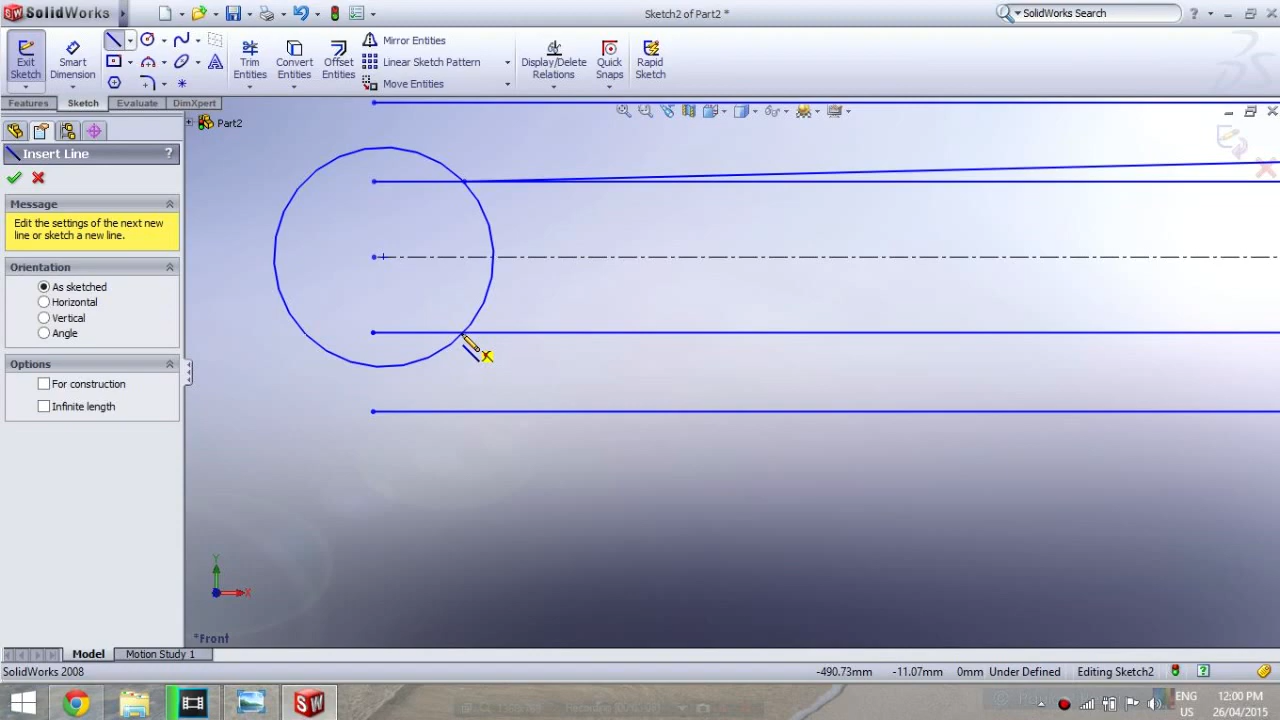 SolidWorks
Sketch2 of Part2 *
SolidWorks Search
Exit Sketch
Smart Dimension
Trim Entities
Convert Entities
Offset Entities
Mirror Entities
Linear Sketch Pattern
Move Entities
Display/Delete Relations
Quick Snaps
Rapid Sketch
Features
Sketch
Evaluate
DimXpert
Part2
Insert Line
?
Message
Edit the settings of the next new
line or sketch a new line.
Orientation
As sketched
Horizontal
Vertical
Angle
Options
For construction
Infinite length
Y
X
*Front
Model
Motion Study 1
SolidWorks 2008
-490.73mm
-11.07mm
0mm Under Defined
Editing Sketch2
ENG
US
12:00 PM
26/04/2015